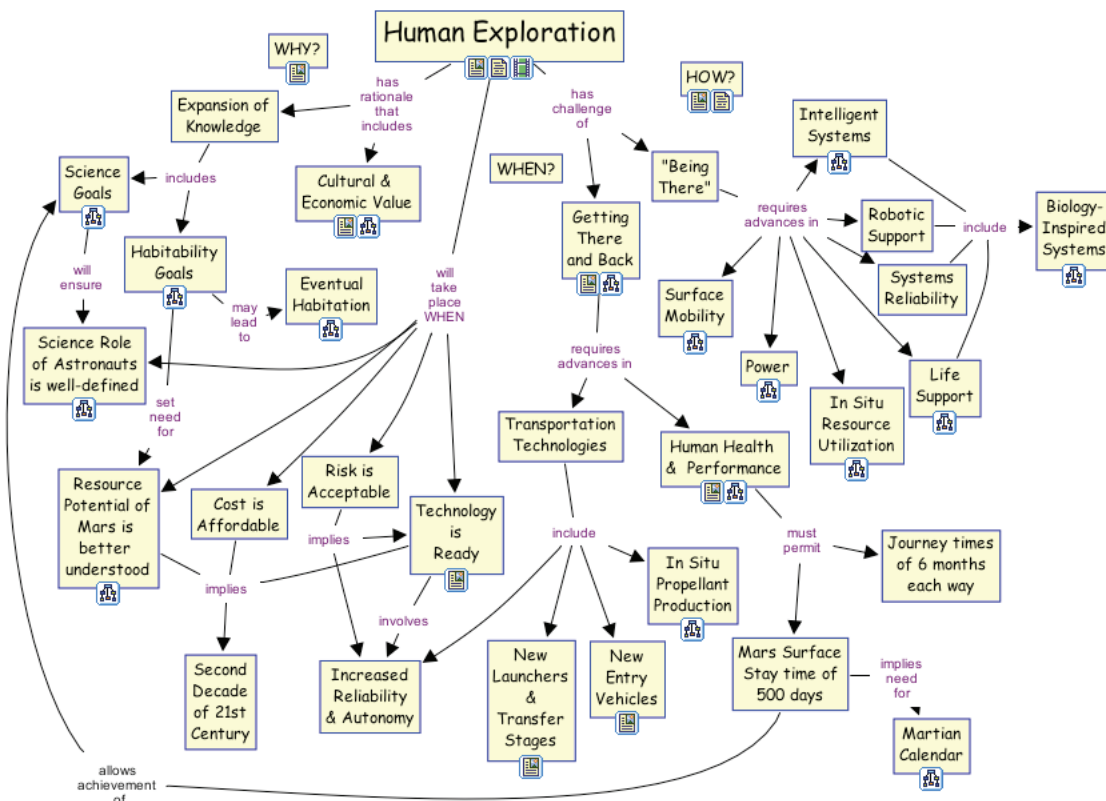 Human Exploration
WHY?
has
rationale
that
includes
has
challenge
of
HOW?
Expansion of
Knowledge
Intelligent
Systems
Science
Goals
includes
Cultural &
Economic Value
WHEN?
"Being
There"
requires
advances in
Robotic
Support
include
Biology-
Inspired
Systems
Getting
There
and Back
Habitability
Goals
will
ensure
may
lead to
Eventual
Habitation
will
take
place
WHEN
Systems
Reliability
Surface
Mobility
Science Role
of Astronauts
is well-defined
requires
advances in
Power
In Situ
Resource
Utilization
Life
Support
set
need
for
Transportation
Technologies
Human Health
& Performance
Resource
Potential of
Mars is
better
understood
Cost is
Affordable
Risk is
Acceptable
Technology
is
Ready
implies
implies
involves
include
In Situ
Propellant
Production
must
permit
Journey times
of 6 months
each way
Second
Decade
of 21st
Century
Increased
Reliability
& Autonomy
New
Launchers
&
Transfer
Stages
New
Entry
Vehicles
Mars Surface
Stay time of
500 days
implies
need
for
Martian
Calendar
allows
achievement
of